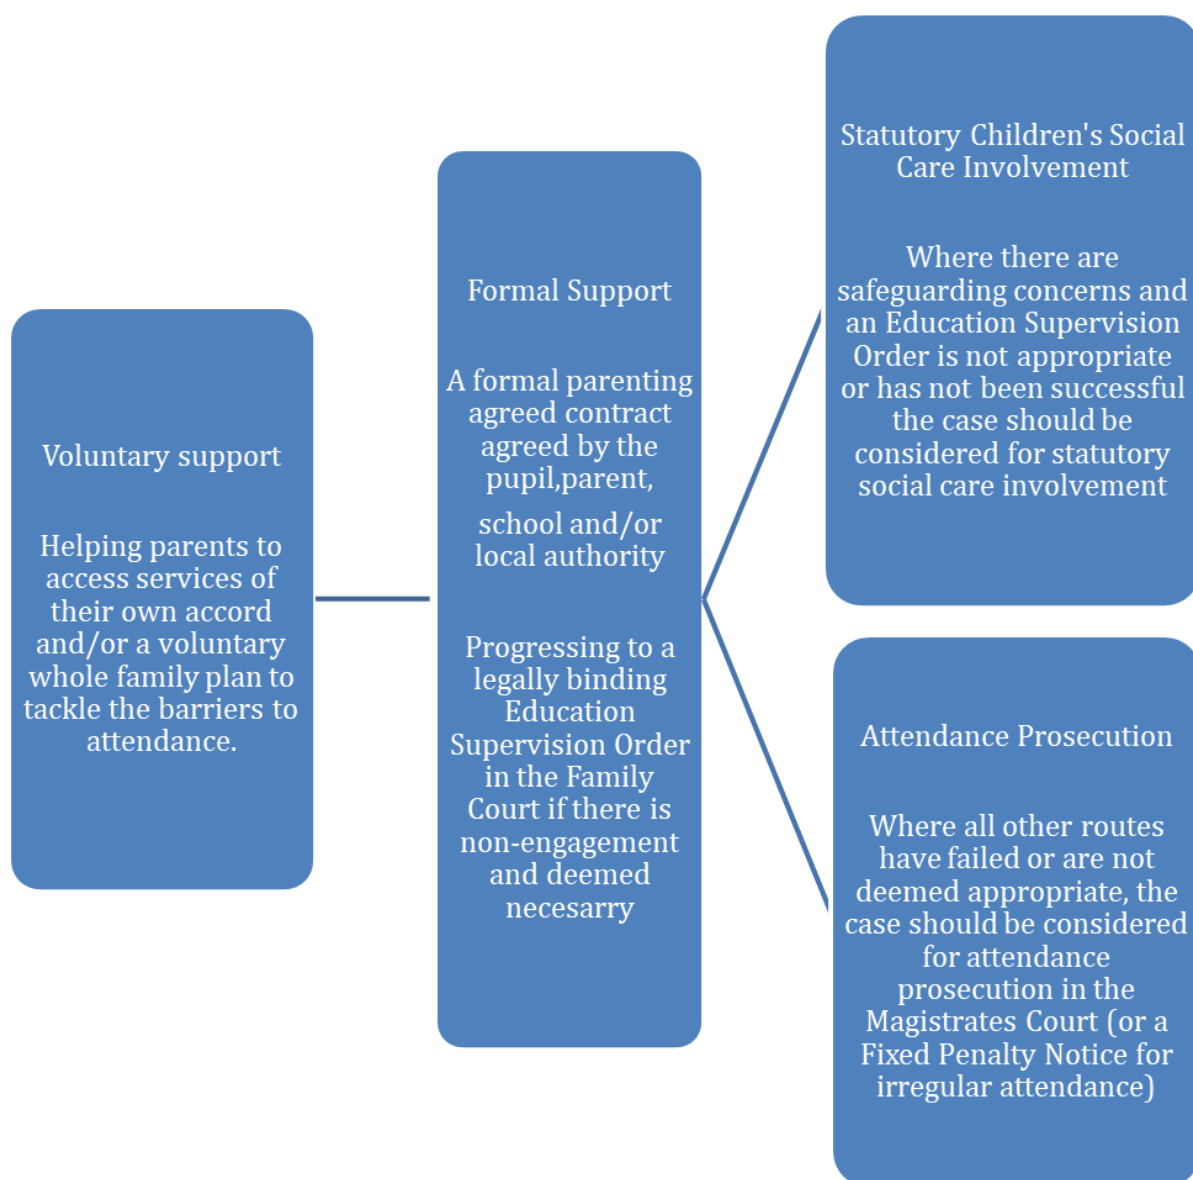 Voluntary support
Helping parents to
access services of
their own accord
and/or a voluntary
whole family plan to
tackle the barriers to
attendance.
Formal Support
A formal parenting
agreed contract
agreed by the
pupil,parent,
school and/or
local authority
Progressing to a
legally binding
Education
Supervision Order
in the Family
Court if there is
non-engagement
and deemed
necesarry
Statutory Children's Social
Care Involvement
Where there are
safeguarding concerns and
an Education Supervision
Order is not appropriate
or has not been successful
the case should be
considered for statutory
social care involvement
Attendance Prosecution
Where all other routes
have failed or are not
deemed appropriate, the
case should be considered
for attendance
prosecution in the
Magistrates Court (or a
Fixed Penalty Notice for
irregular attendance)